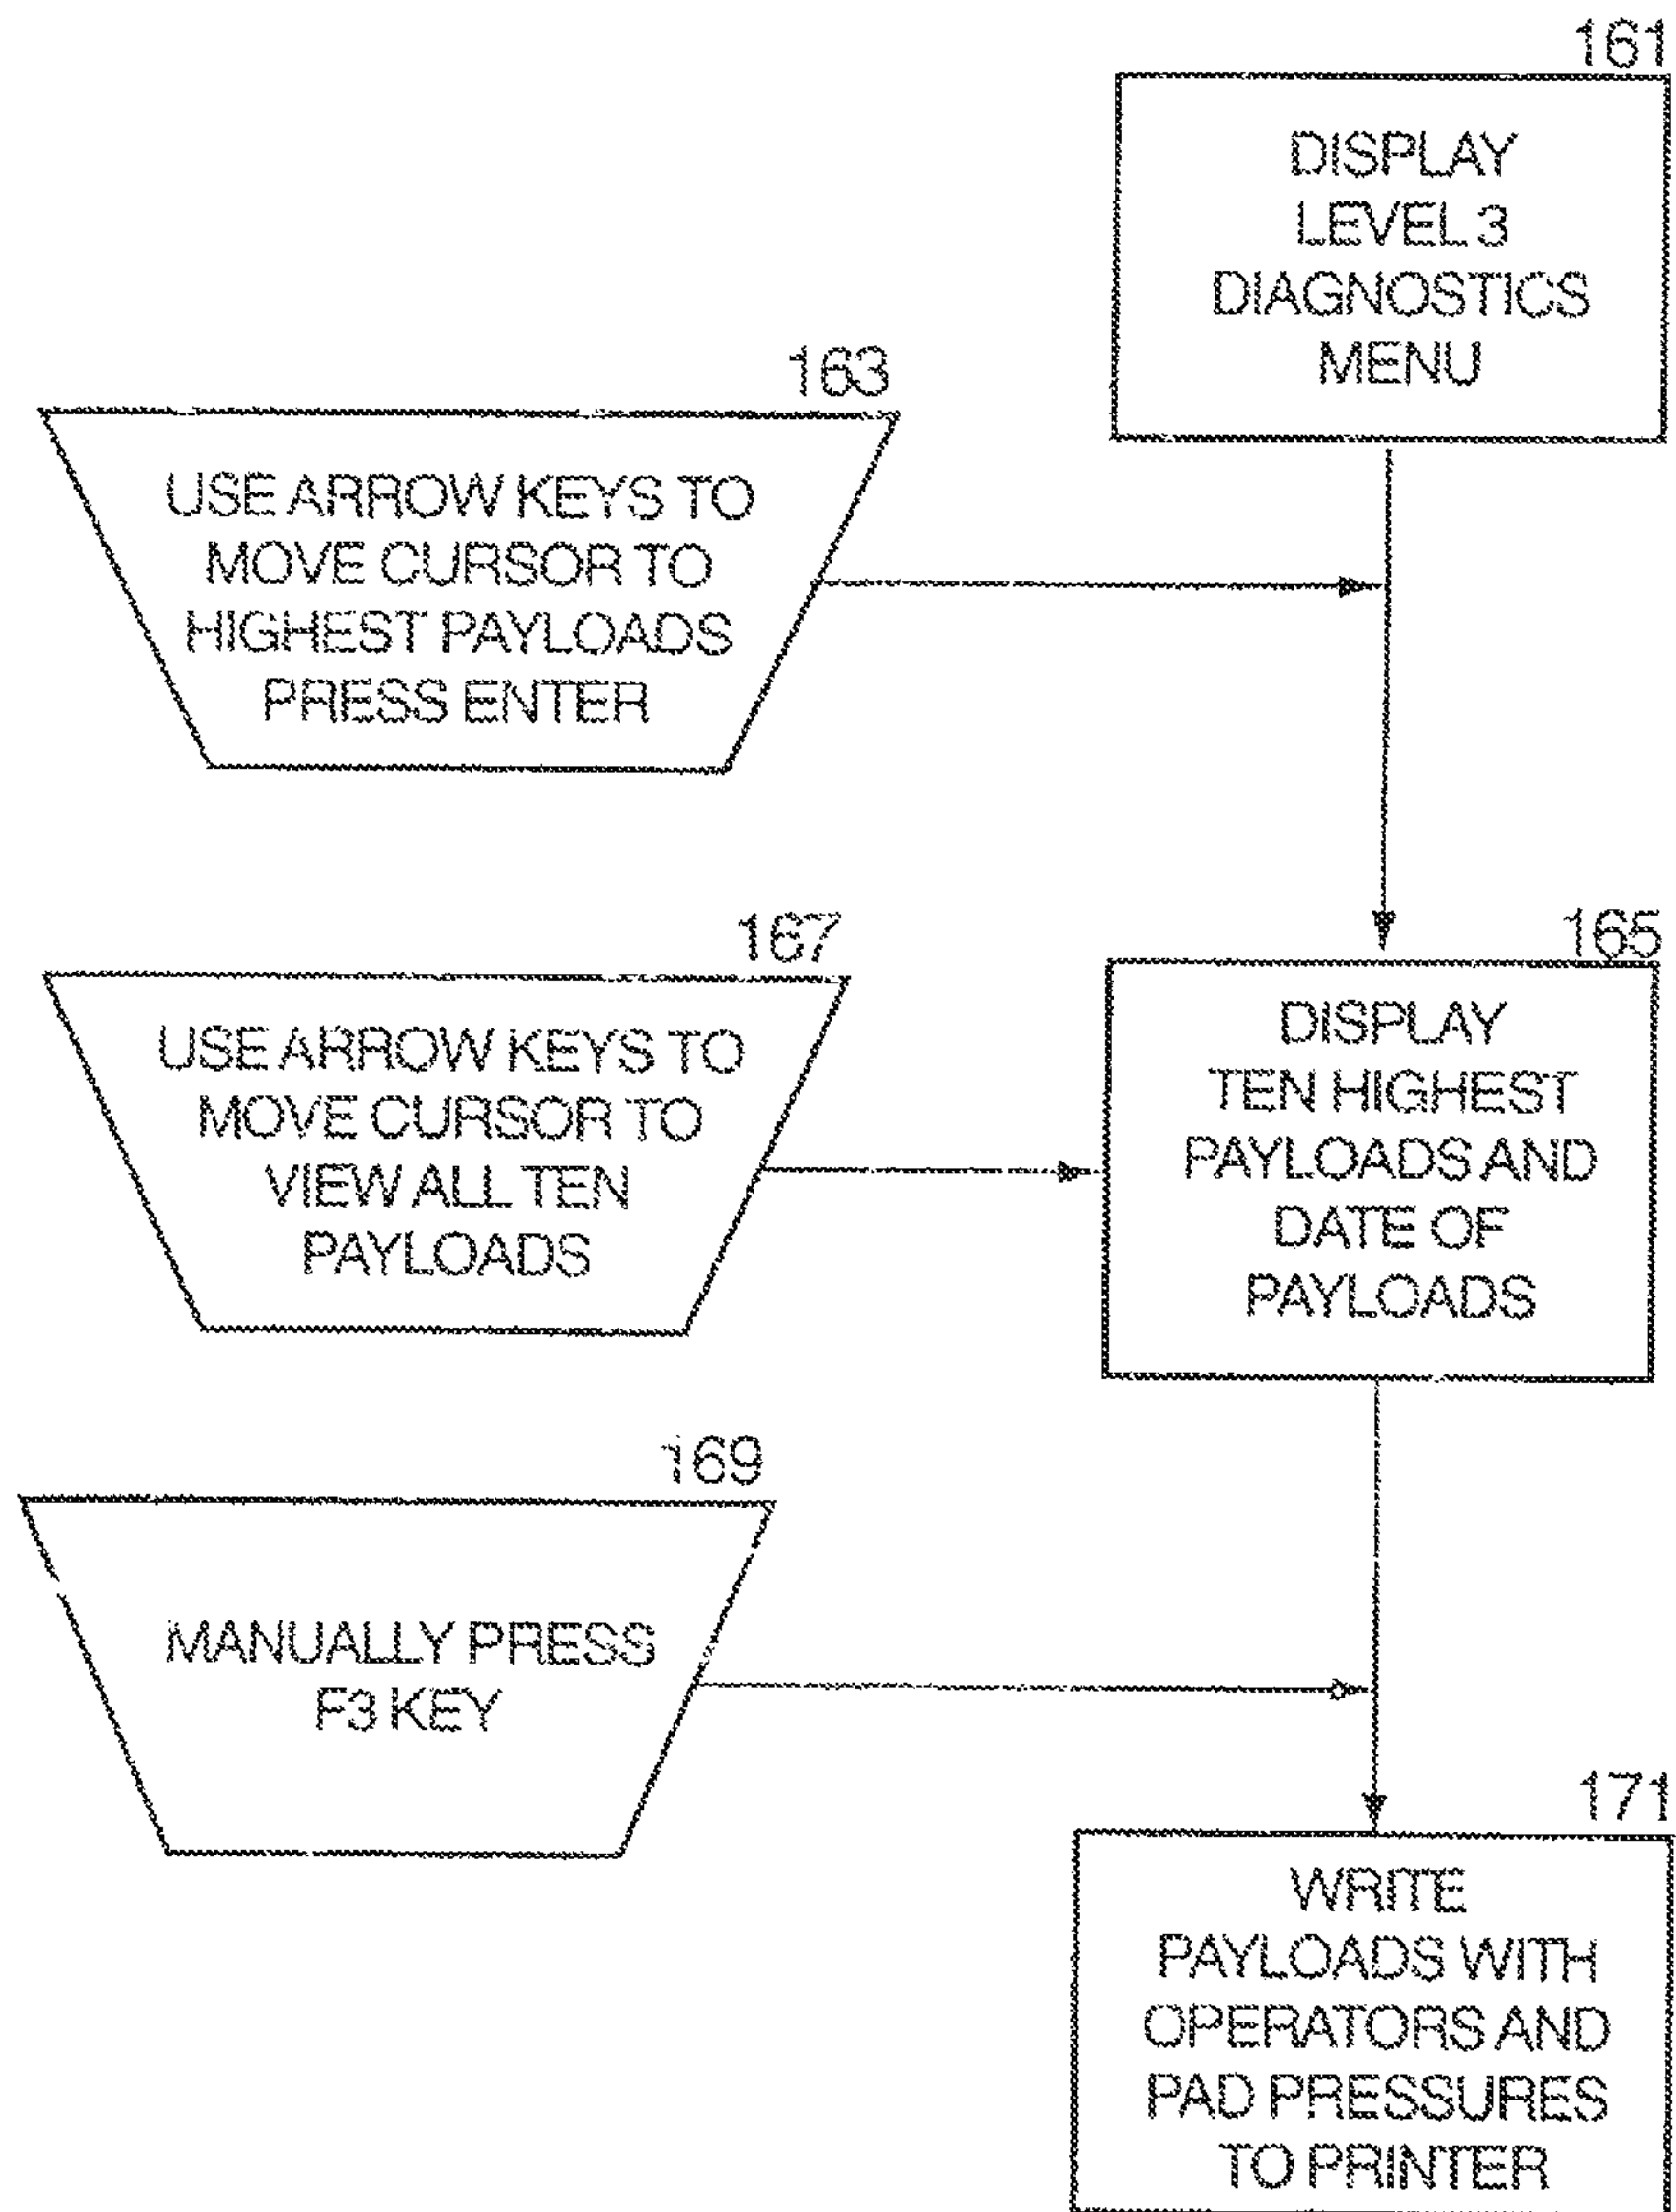 161
DISPLAY
LEVEL 3
DIAGNOSTICS
MENU
163
USE ARROW KEYS TO
MOVE CURSOR TO
HIGHEST PAYLOADS
PRESS ENTER
167
USE ARROW KEYS TO
MOVE CURSOR TO
VIEW ALL TEN
PAYLOADS
165
DISPLAY
TEN HIGHEST
PAYLOADS AND
DATE OF
PAYLOADS
169
MANUALLY PRESS
F3 KEY
171
WRITE
PAYLOADS WITH
OPERATORS AND
PAD PRESSURES
TO PRINTER